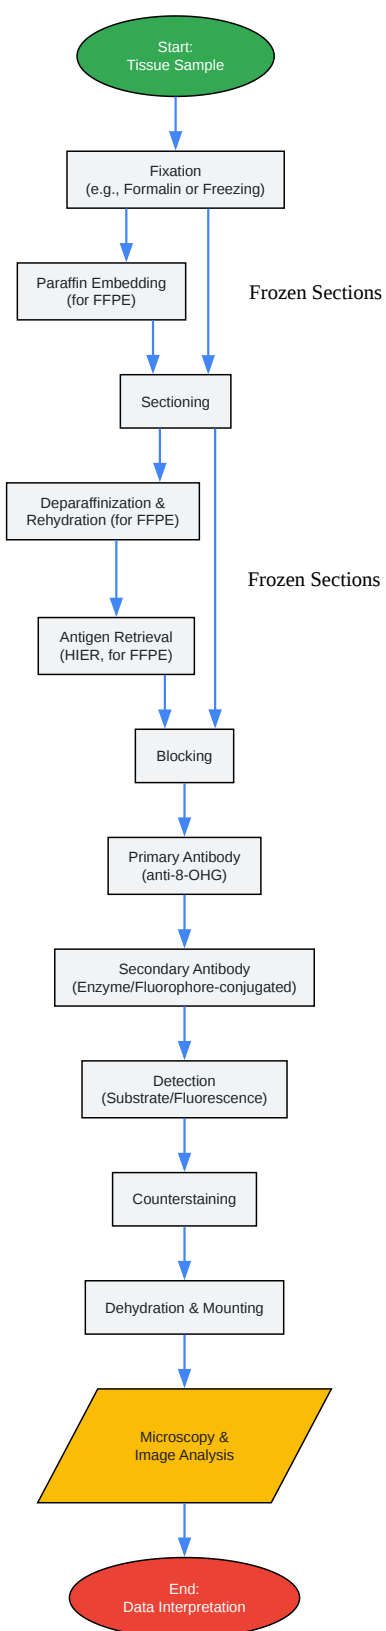 Start:
Tissue Sample
Fixation
(e.g., Formalin or Freezing)
Paraffin Embedding
(for FFPE)
Frozen Sections
Sectioning
Deparaffinization &
Rehydration (for FFPE)
Frozen Sections
Antigen Retrieval
(HIER, for FFPE)
Blocking
Primary Antibody
(anti-8-OHG)
Secondary Antibody
(Enzyme/Fluorophore-conjugated)
Detection
(Substrate/Fluorescence)
Counterstaining
Dehydration & Mounting
Microscopy &
Image Analysis
End:
Data Interpretation